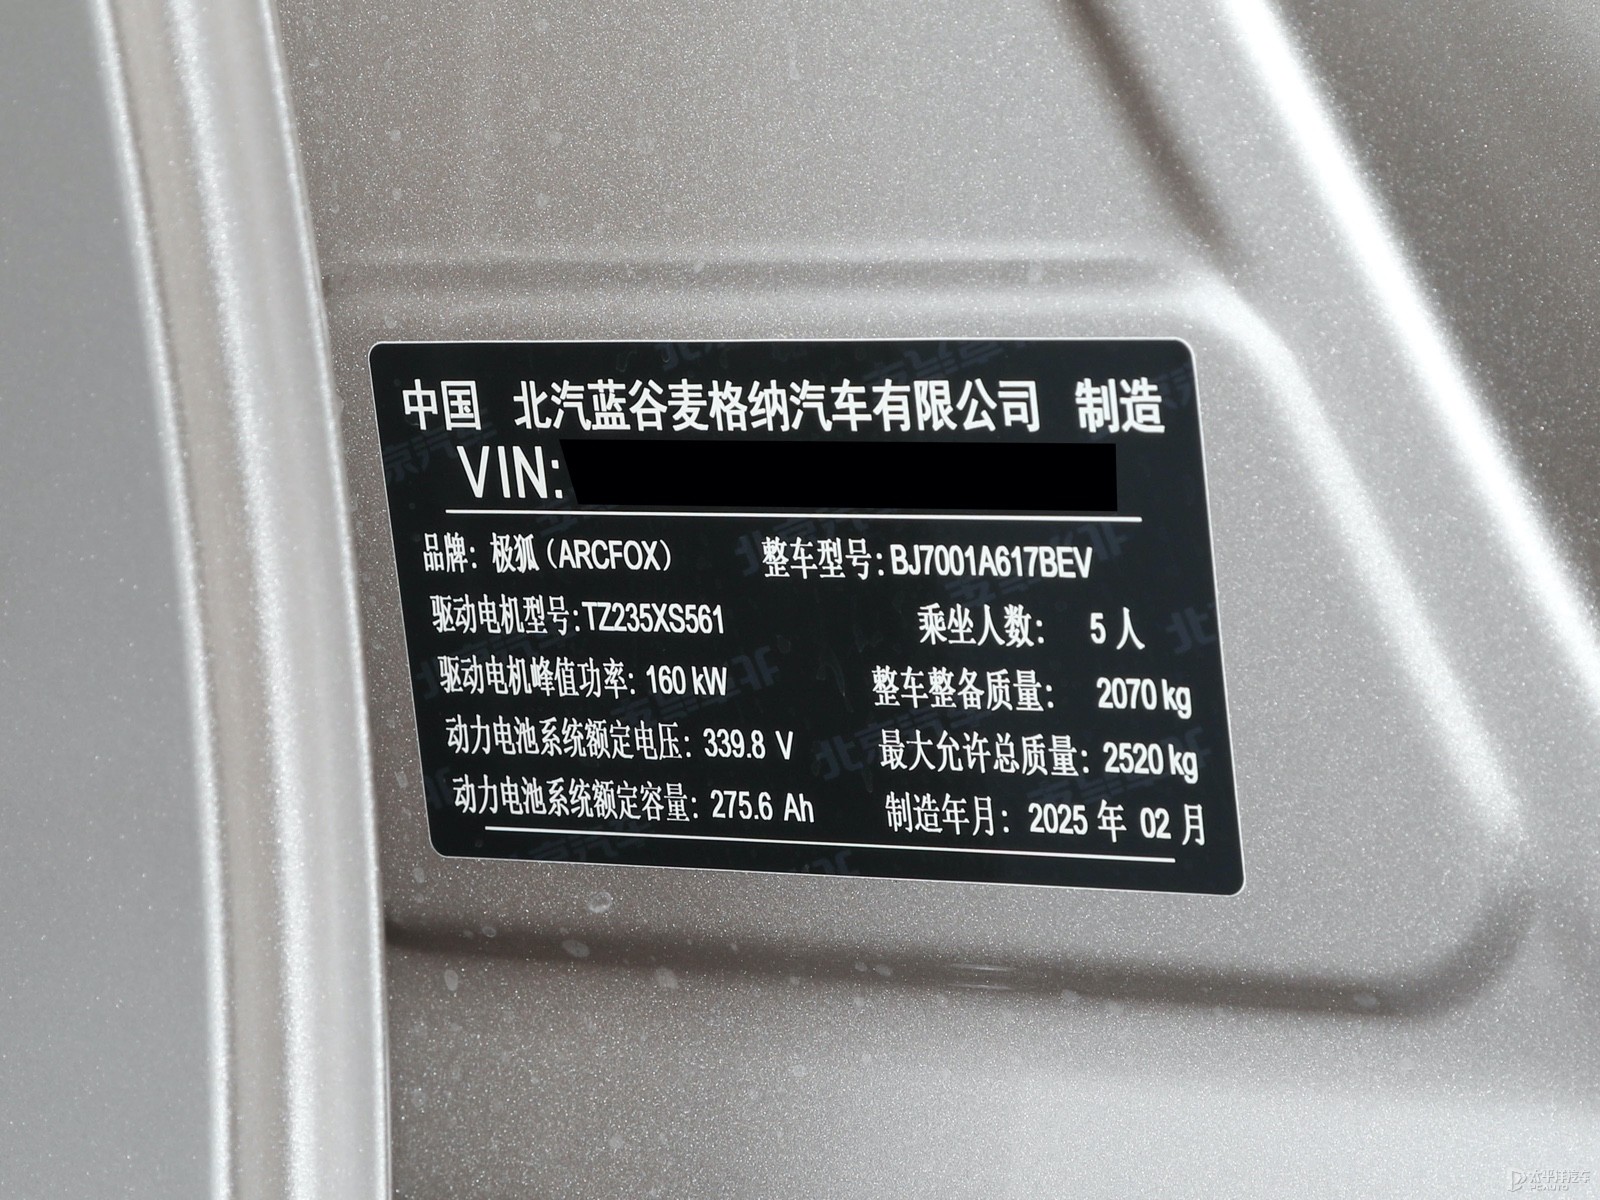 中国 北汽蓝谷麦格纳汽车有限公司 制造
VIN:
品牌: 极狐（ARCFOX） 整车型号: BJ7001A617BEV
驱动电机型号: TZ235XS561 乘坐人数: 5 人
驱动电机峰值功率: 160 kW 整车整备质量: 2070 kg
动力电池系统额定电压: 339.8 V 最大允许总质量: 2520 kg
动力电池系统额定容量: 275.6 Ah 制造年月: 2025 年 02 月
太平洋汽车